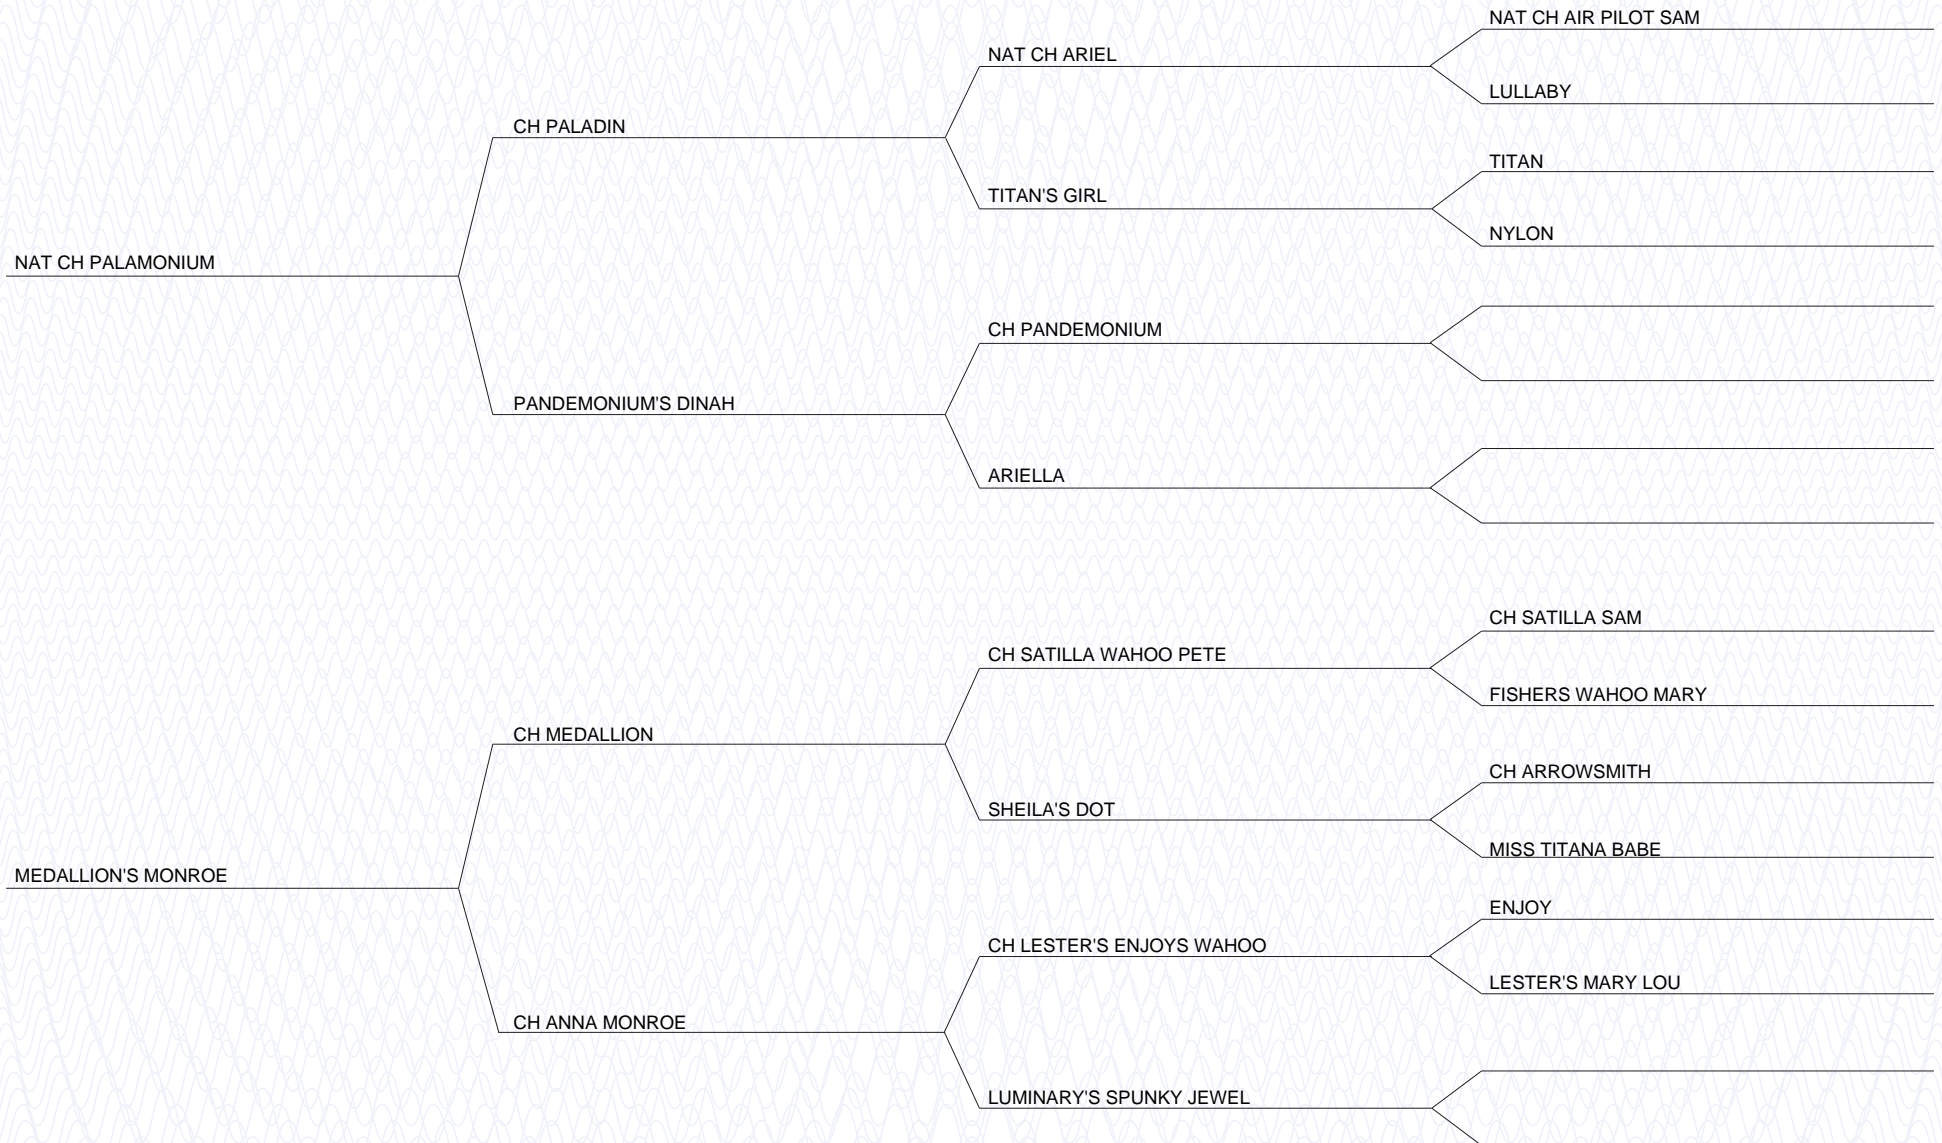 NAT CH AIR PILOT SAM
NAT CH ARIEL
LULLABY
CH PALADIN
TITAN
TITAN'S GIRL
NYLON
NAT CH PALAMONIUM
CH PANDEMONIUM
PANDEMONIUM'S DINAH
ARIELLA
CH SATILLA SAM
CH SATILLA WAHOO PETE
FISHERS WAHOO MARY
CH MEDALLION
CH ARROWSMITH
SHEILA'S DOT
MISS TITANA BABE
MEDALLION'S MONROE
ENJOY
CH LESTER'S ENJOYS WAHOO
LESTER'S MARY LOU
CH ANNA MONROE
LUMINARY'S SPUNKY JEWEL